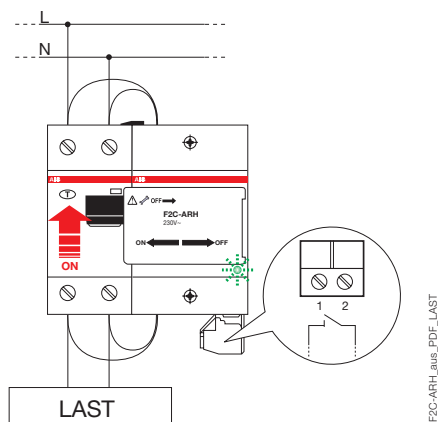 L
N
ABB ABB
T
OFF
F2C-ARH
230V~
ON OFF
ON
1 2
LAST
F2C-ARH_aus_PDF_LAST